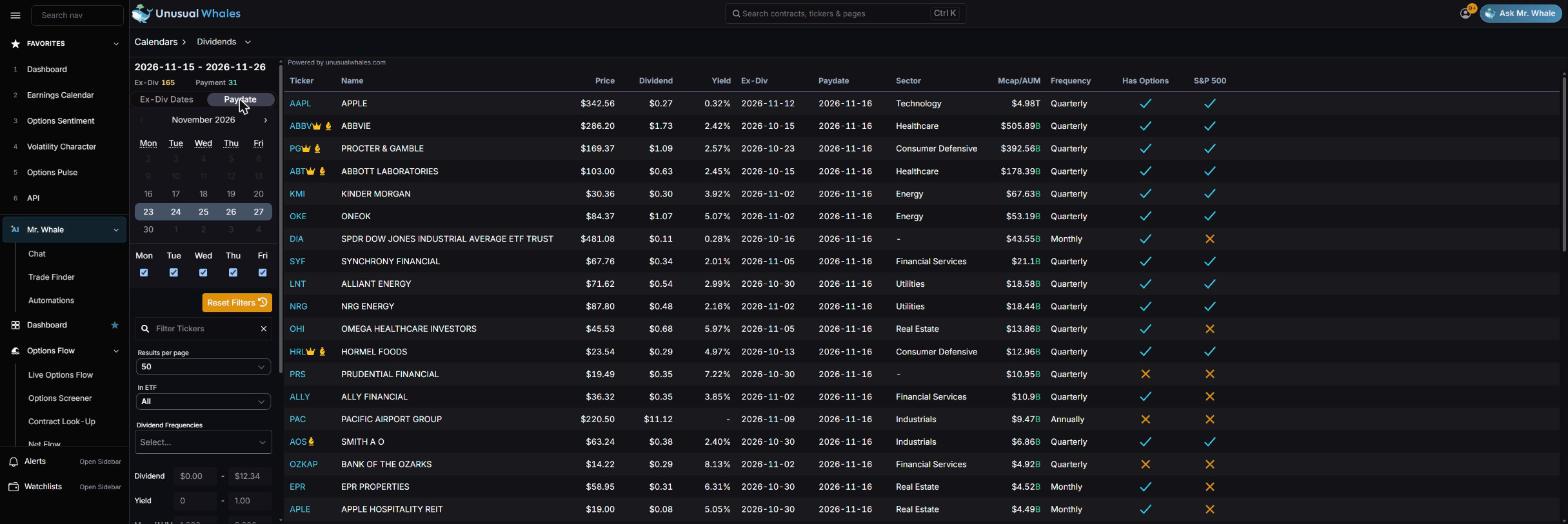 Search nav
Unusual Whales
Search contracts, tickers & pages Ctrl K
9+
Ask Mr. Whale
FAVORITES
1 Dashboard
2 Earnings Calendar
3 Options Sentiment
4 Volatility Character
5 Options Pulse
6 API
AI Mr. Whale
Chat
Trade Finder
Automations
Dashboard
Options Flow
Live Options Flow
Options Screener
Contract Look-Up
Net Flow
Alerts Open Sidebar
Watchlists Open Sidebar
Calendars > Dividends
2026-11-15 - 2026-11-26
Ex-Div 165 Payment 31
Ex-Div Dates Paydate
November 2026
Mon Tue Wed Thu Fri
2 3 4 5 6
9 10 11 12 13
16 17 18 19 20
23 24 25 26 27
30 1 2 3 4
Mon Tue Wed Thu Fri
Reset Filters
Filter Tickers
Results per page
50
In ETF
All
Dividend Frequencies
Select...
Dividend $0.00 - $12.34
Yield 0 - 1.00
Powered by unusualwhales.com
Ticker Name Price Dividend Yield Ex-Div Paydate Sector Mcap/AUM Frequency Has Options S&P 500
AAPL APPLE $342.56 $0.27 0.32% 2026-11-12 2026-11-16 Technology $4.98T Quarterly
ABBV ABBVIE $286.20 $1.73 2.42% 2026-10-15 2026-11-16 Healthcare $505.89B Quarterly
PG PROCTER & GAMBLE $169.37 $1.09 2.57% 2026-10-23 2026-11-16 Consumer Defensive $392.56B Quarterly
ABT ABBOTT LABORATORIES $103.00 $0.63 2.45% 2026-10-15 2026-11-16 Healthcare $178.39B Quarterly
KMI KINDER MORGAN $30.36 $0.30 3.92% 2026-11-02 2026-11-16 Energy $67.63B Quarterly
OKE ONEOK $84.37 $1.07 5.07% 2026-11-02 2026-11-16 Energy $53.19B Quarterly
DIA SPDR DOW JONES INDUSTRIAL AVERAGE ETF TRUST $481.08 $0.11 0.28% 2026-10-16 2026-11-16 - $43.55B Monthly
SYF SYNCHRONY FINANCIAL $67.76 $0.34 2.01% 2026-11-05 2026-11-16 Financial Services $21.1B Quarterly
LNT ALLIANT ENERGY $71.62 $0.54 2.99% 2026-10-30 2026-11-16 Utilities $18.58B Quarterly
NRG NRG ENERGY $87.80 $0.48 2.16% 2026-11-02 2026-11-16 Utilities $18.44B Quarterly
OHI OMEGA HEALTHCARE INVESTORS $45.53 $0.68 5.97% 2026-11-05 2026-11-16 Real Estate $13.86B Quarterly
HRL HORMEL FOODS $23.54 $0.29 4.97% 2026-10-13 2026-11-16 Consumer Defensive $12.96B Quarterly
PRS PRUDENTIAL FINANCIAL $19.49 $0.35 7.22% 2026-10-30 2026-11-16 - $10.95B Quarterly
ALLY ALLY FINANCIAL $36.32 $0.35 3.85% 2026-11-02 2026-11-16 Financial Services $10.9B Quarterly
PAC PACIFIC AIRPORT GROUP $220.50 $11.12 - 2026-11-09 2026-11-16 Industrials $9.47B Annually
AOS SMITH A O $63.24 $0.38 2.40% 2026-10-30 2026-11-16 Industrials $6.86B Quarterly
OZKAP BANK OF THE OZARKS $14.22 $0.29 8.13% 2026-10-30 2026-11-16 Financial Services $4.92B Quarterly
EPR EPR PROPERTIES $58.95 $0.31 6.31% 2026-10-30 2026-11-16 Real Estate $4.52B Monthly
APLE APPLE HOSPITALITY REIT $19.00 $0.08 5.05% 2026-10-30 2026-11-16 Real Estate $4.49B Monthly